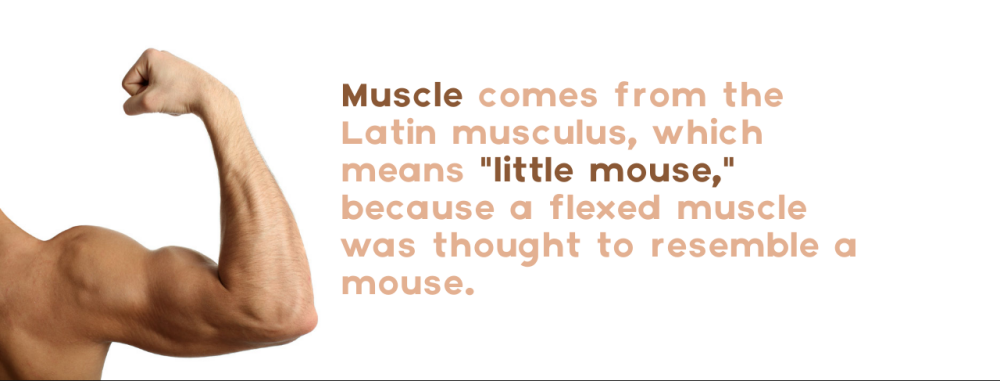 Muscle comes from the
Latin musculus, which
means "little mouse,"
because a flexed muscle
was thought to resemble a
mouse.